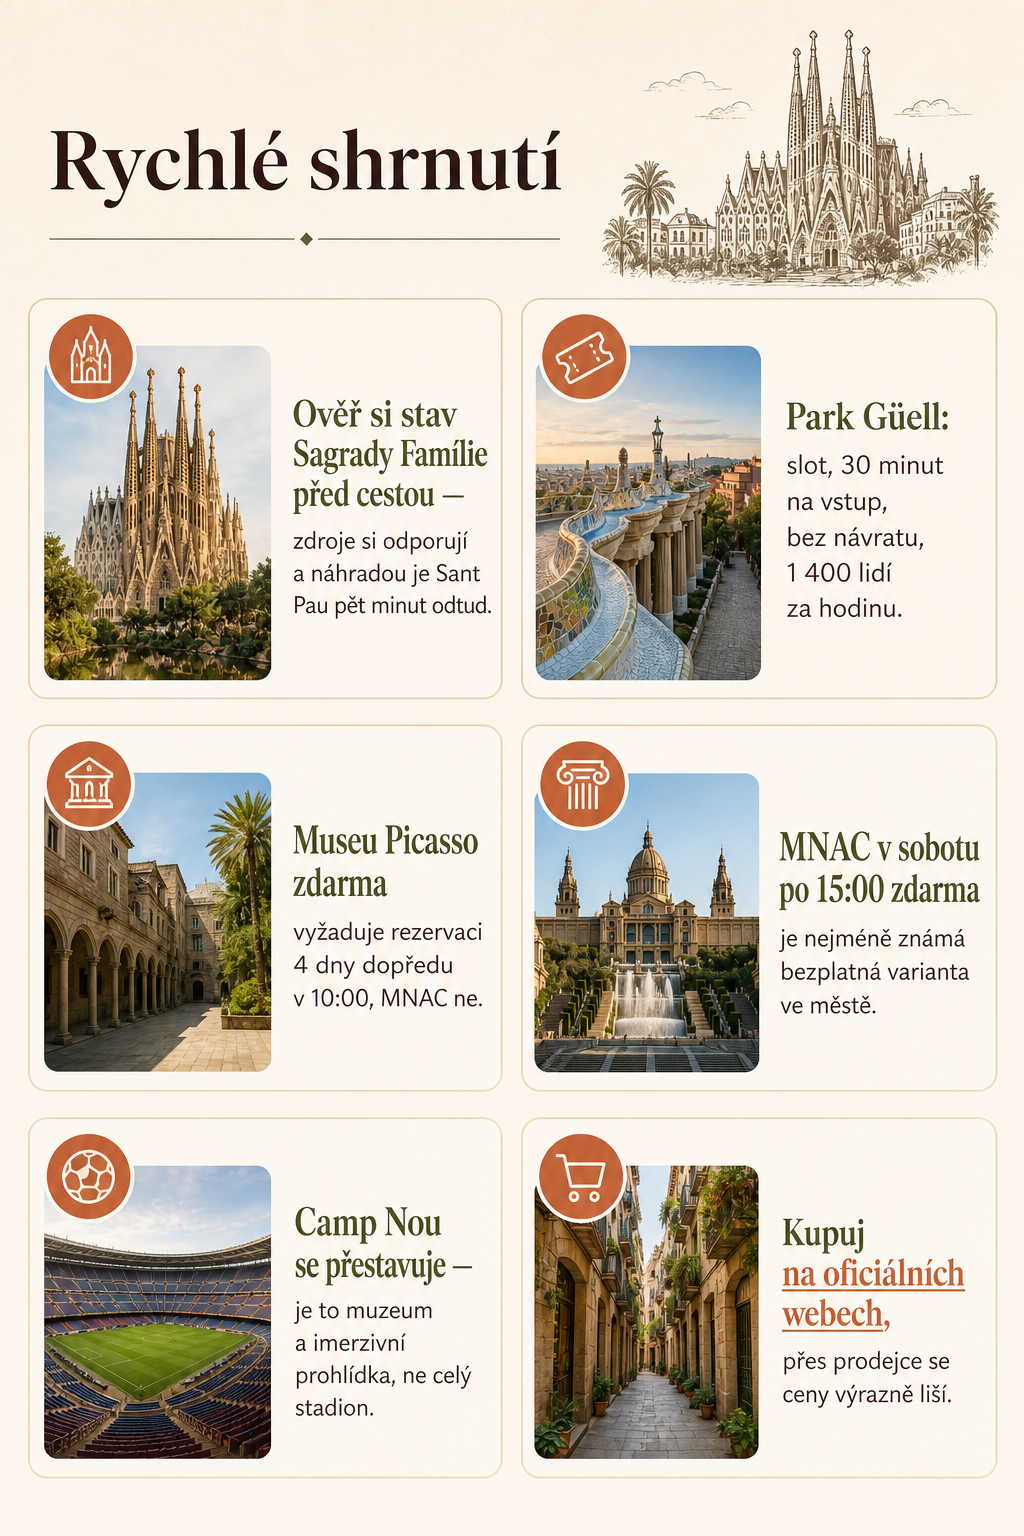 Rychlé shrnutí
Ověř si stav
Sagrady Famílie
před cestou —
zdroje si odporují
a náhradou je Sant
Pau pět minut odtud.
Park Güell:
slot, 30 minut
na vstup,
bez návratu,
1 400 lidí
za hodinu.
Museu Picasso
zdarma
vyžaduje rezervaci
4 dny dopředu
v 10:00, MNAC ne.
MNAC v sobotu
po 15:00 zdarma
je nejméně známá
bezplatná varianta
ve městě.
Camp Nou
se přestavuje —
je to muzeum
a imerzivní
prohlídka, ne celý
stadion.
Kupuj
na oficiálních
webech,
přes prodejce se
ceny výrazně liší.